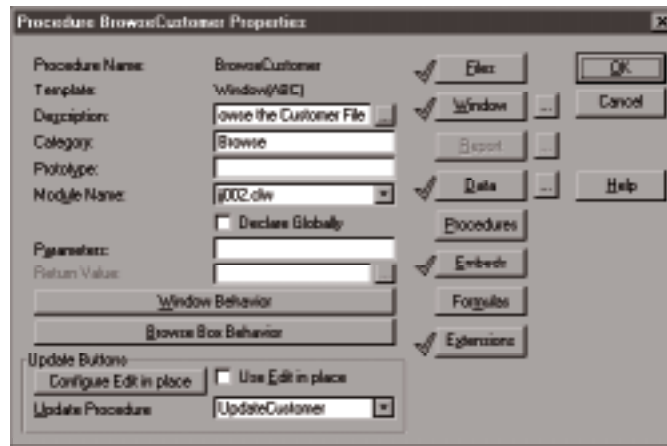 Procedure BrowseCustomer Properties
Procedure Name: BrowseCustomer
Template: Window(ABC)
Description: owse the Customer File ...
Category: Browse
Prototype:
Module Name: jj002.clw
Declare Globally
Parameters:
Return Value: ...
Window Behavior
Browse Box Behavior
Update Buttons
Configure Edit in place
Use Edit in place
Update Procedure UpdateCustomer
Files
Window ...
Report ...
Data ...
Procedures
Embeds
Formulas
Extensions
OK
Cancel
Help